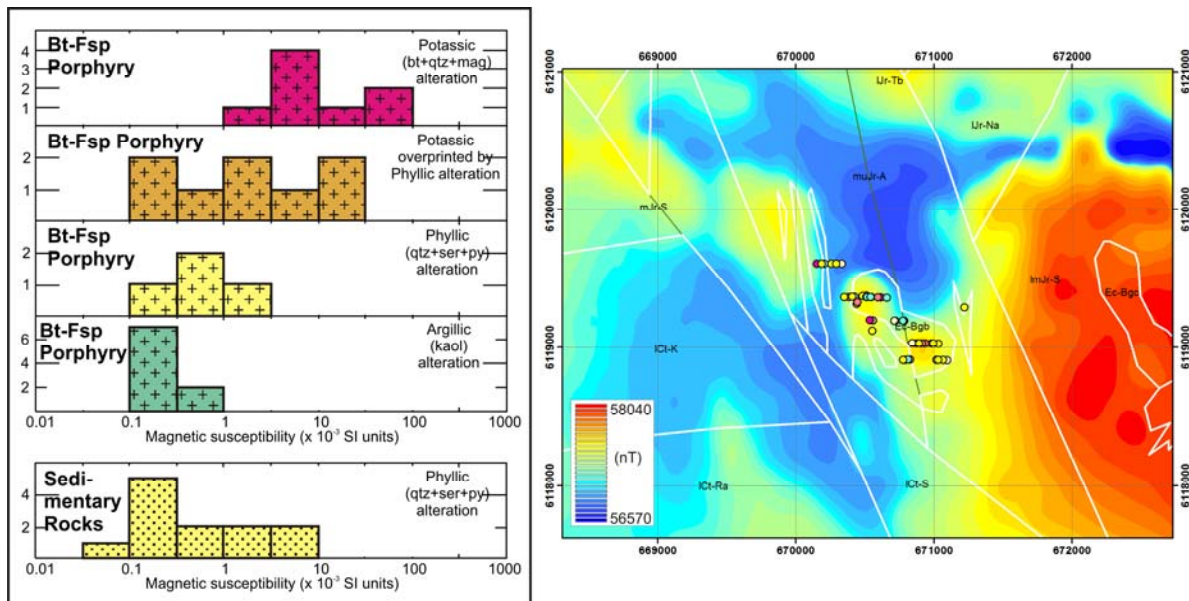 Bt-Fsp
Porphyry
Potassic
(bt+qtz+mag)
alteration
4
3
2
1
Bt-Fsp Porphyry
Potassic
overprinted by
Phyllic alteration
2
1
Bt-Fsp
Porphyry
Phyllic
(qtz+ser+py)
alteration
2
1
Bt-Fsp
Porphyry
Argillic
(kaol)
alteration
6
4
2
0.01 0.1 1 10 100 1000
Magnetic susceptibility (x 10-3 SI units)
Sedi-
mentary
Rocks
Phyllic
(qtz+ser+py)
alteration
4
2
0.01 0.1 1 10 100 1000
Magnetic susceptibility (x 10-3 SI units)
669000 670000 671000 672000
6121000 6121000
lJr-Tb
lJr-Na
muJr-A
6120000 6120000
mJr-S
lmJr-S
Ec-Bgc
Ec-Bgb
6119000 6119000
lCt-K
58040
(nT)
56570
lCt-Ra
lCt-S
6118000 6118000
669000 670000 671000 672000